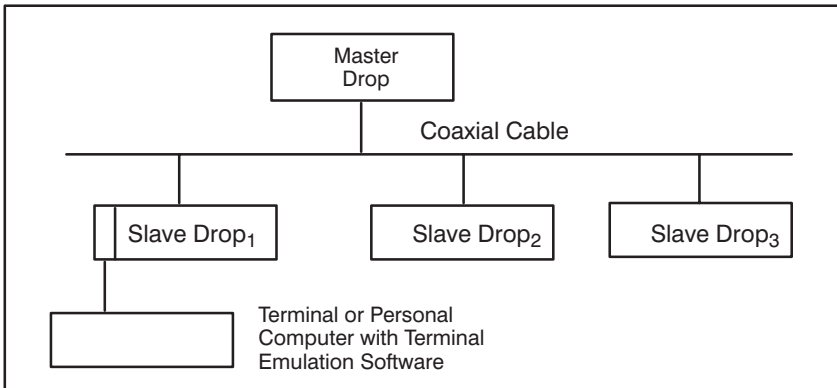 Master
Drop
Coaxial Cable
Slave Drop₁
Slave Drop₂
Slave Drop₃
Terminal or Personal
Computer with Terminal
Emulation Software